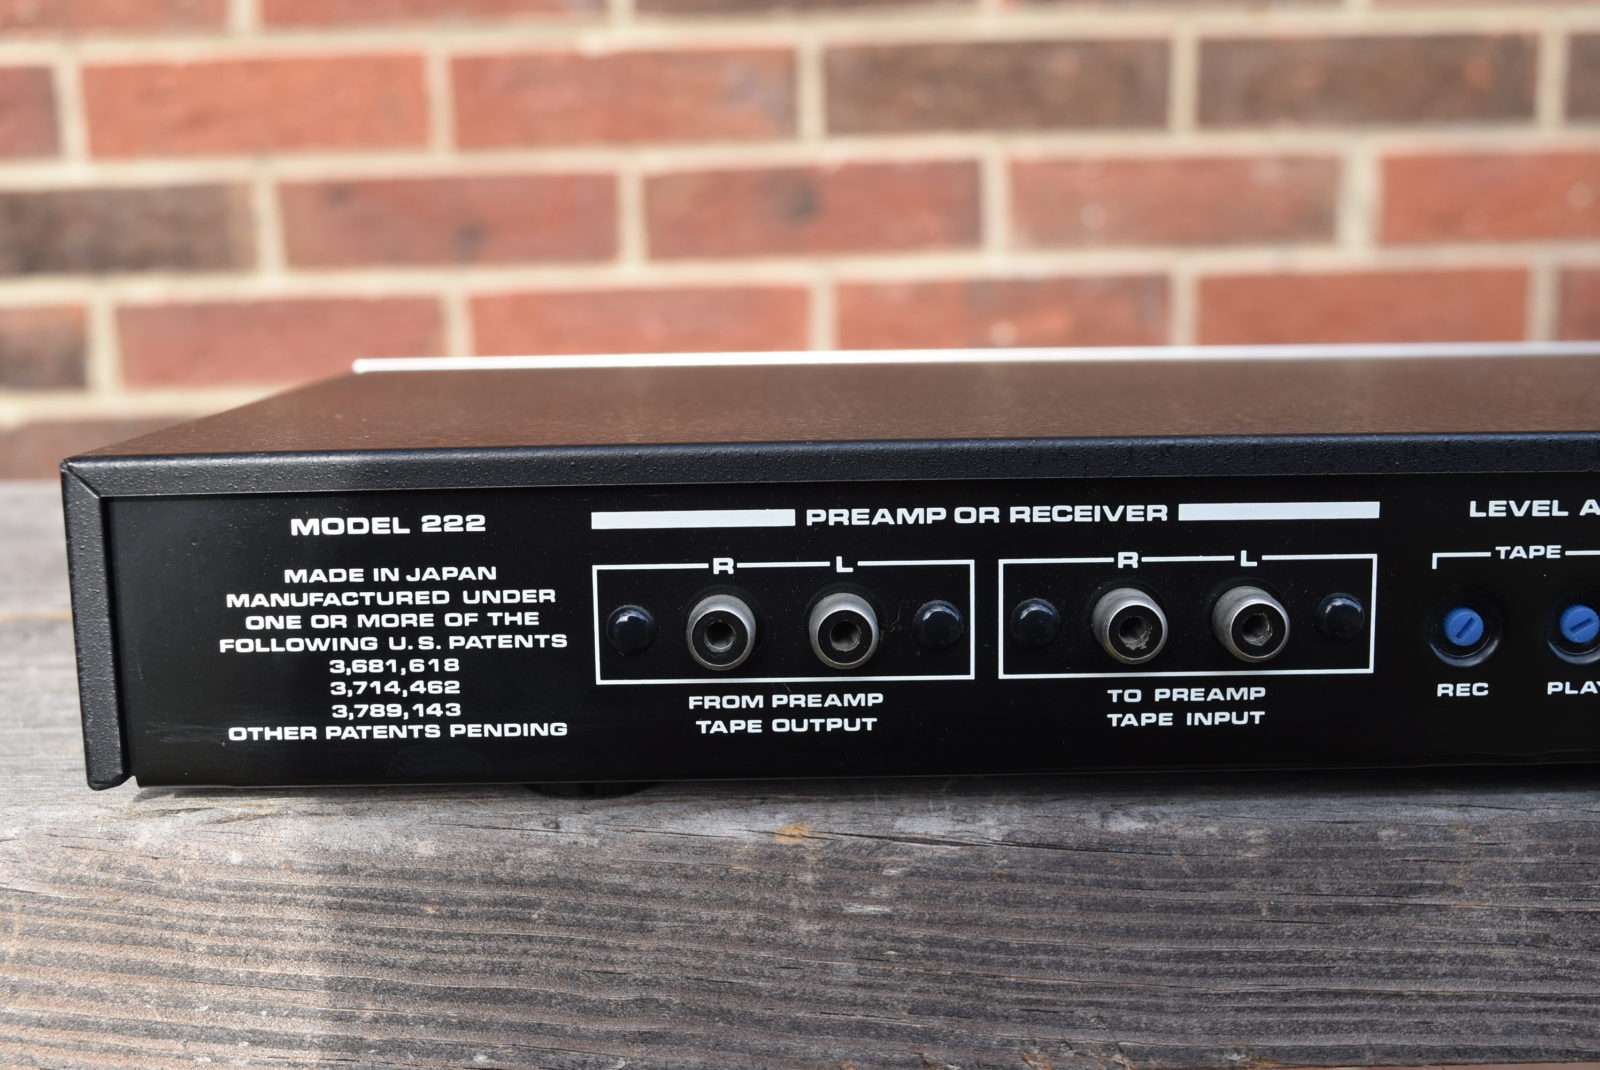 MODEL 222
MADE IN JAPAN
MANUFACTURED UNDER
ONE OR MORE OF THE
FOLLOWING U.S. PATENTS
3,681,618
3,714,462
3,789,143
OTHER PATENTS PENDING
PREAMP OR RECEIVER
R L
FROM PREAMP
TAPE OUTPUT
R L
TO PREAMP
TAPE INPUT
LEVEL A
TAPE
REC PLA